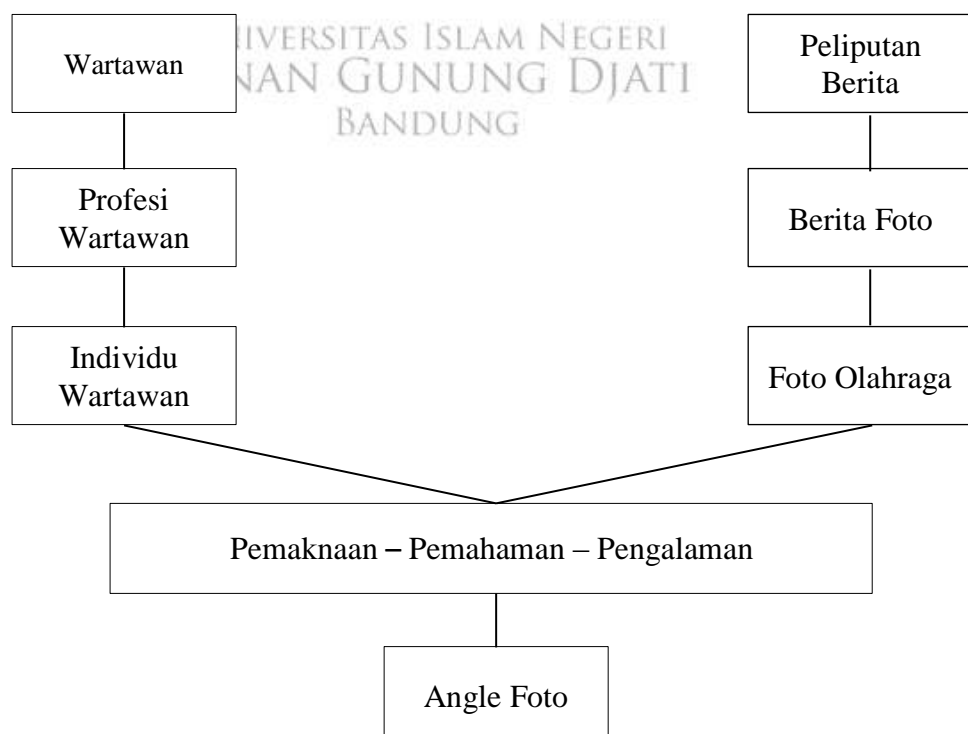 IVERSITAS ISLAM NEGERI
NAN GUNUNG DJATI
BANDUNG
Wartawan
Profesi
Wartawan
Individu
Wartawan
Peliputan
Berita
Berita Foto
Foto Olahraga
Pemaknaan – Pemahaman – Pengalaman
Angle Foto